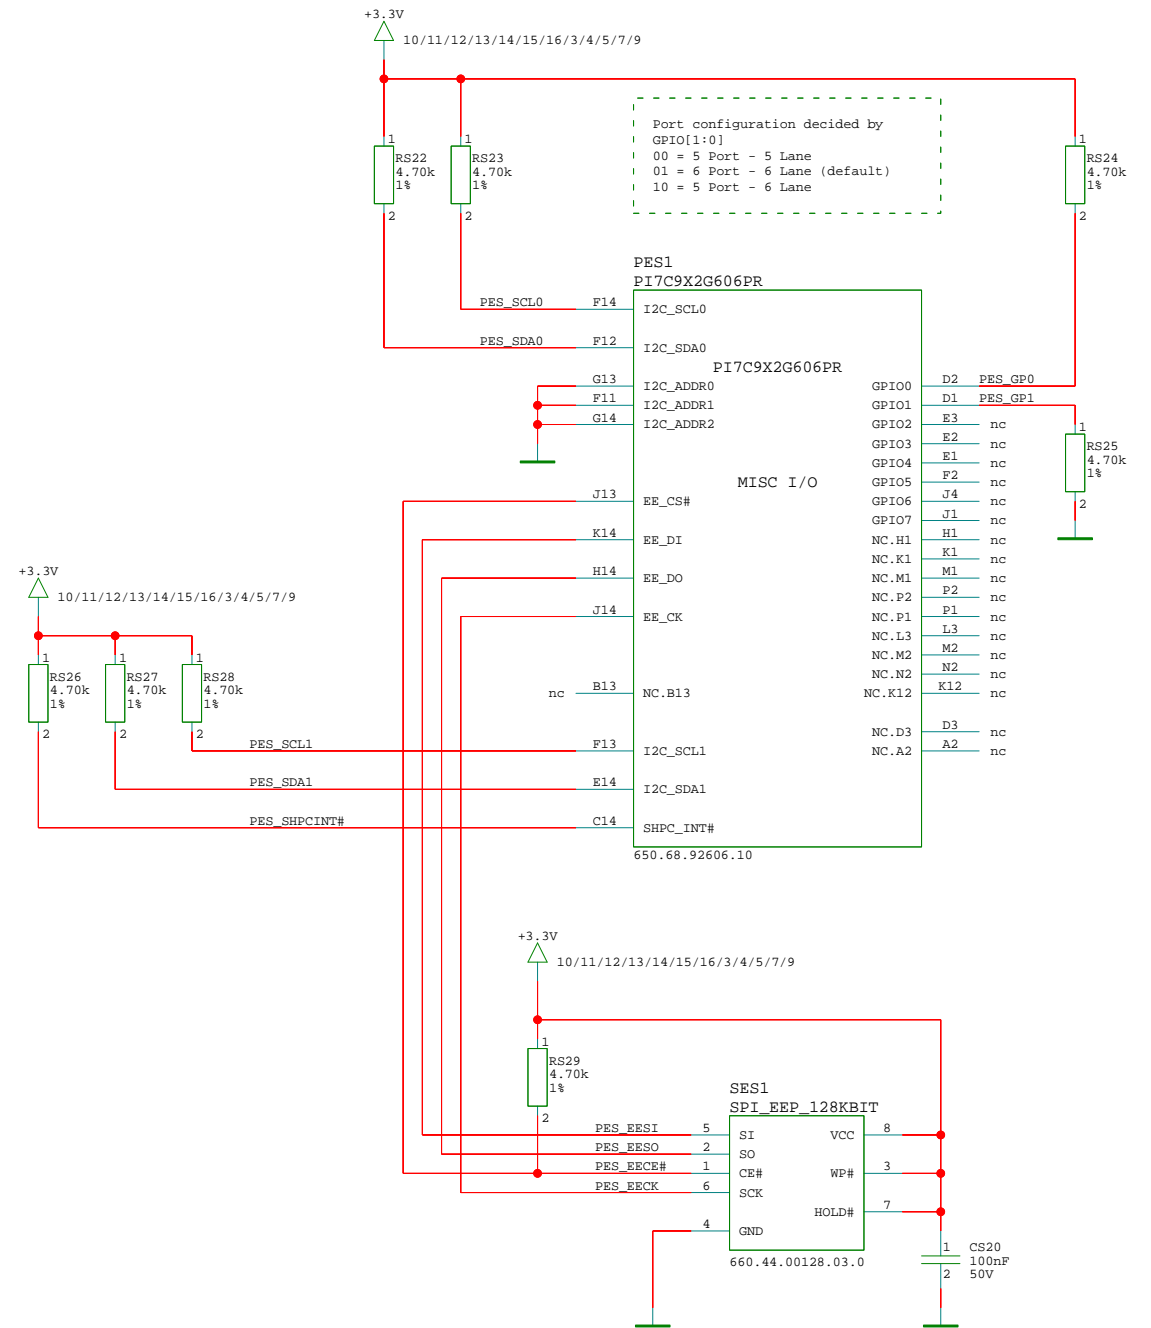 +3.3V
10/11/12/13/14/15/16/3/4/5/7/9
Port configuration decided by
GPIO[1:0]
00 = 5 Port - 5 Lane
01 = 6 Port - 6 Lane (default)
10 = 5 Port - 6 Lane
1
RS22
4.70k
1%
2
1
RS23
4.70k
1%
2
1
RS24
4.70k
1%
2
PES1
PI7C9X2G606PR
PES_SCL0 F14 I2C_SCL0
PES_SDA0 F12 I2C_SDA0
PI7C9X2G606PR
G13 I2C_ADDR0
F11 I2C_ADDR1
G14 I2C_ADDR2
MISC I/O
J13 EE_CS#
K14 EE_DI
H14 EE_DO
J14 EE_CK
nc B13 NC.B13
PES_SCL1 F13 I2C_SCL1
PES_SDA1 E14 I2C_SDA1
PES_SHPCINT# C14 SHPC_INT#
GPIO0 D2 PES_GP0
GPIO1 D1 PES_GP1
GPIO2 E3 nc
GPIO3 E2 nc
GPIO4 E1 nc
GPIO5 F2 nc
GPIO6 J4 nc
GPIO7 J1 nc
NC.H1 H1 nc
NC.K1 K1 nc
NC.M1 M1 nc
NC.P2 P2 nc
NC.P1 P1 nc
NC.L3 L3 nc
NC.M2 M2 nc
NC.N2 N2 nc
NC.K12 K12 nc
NC.D3 D3 nc
NC.A2 A2 nc
650.68.92606.10
1
RS25
4.70k
1%
2
+3.3V
10/11/12/13/14/15/16/3/4/5/7/9
1
RS26
4.70k
1%
2
1
RS27
4.70k
1%
2
1
RS28
4.70k
1%
2
+3.3V
10/11/12/13/14/15/16/3/4/5/7/9
1
RS29
4.70k
1%
2
SES1
SPI_EEP_128KBIT
PES_EESI 5 SI VCC 8
PES_EESO 2 SO
PES_EECE# 1 CE# WP# 3
PES_EECK 6 SCK
HOLD# 7
4 GND
660.44.00128.03.0
1
CS20
100nF
50V
2